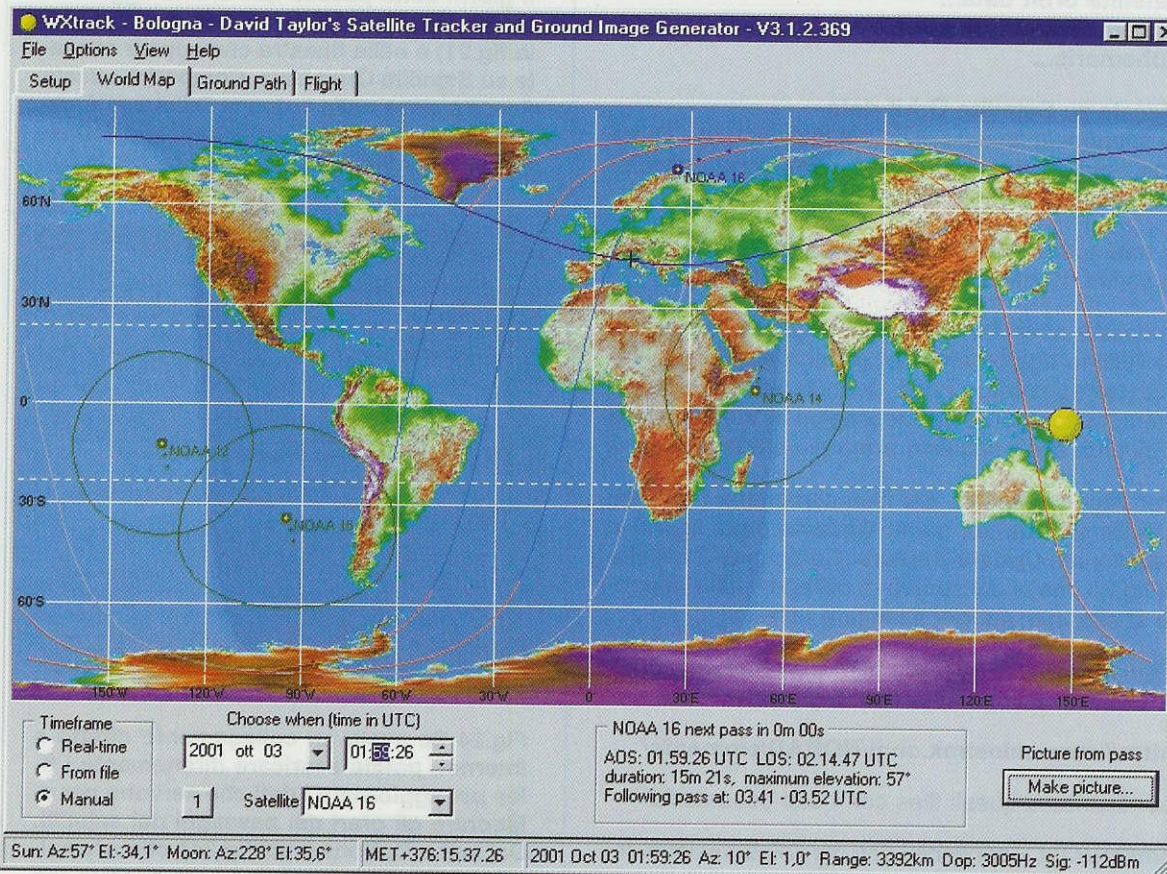 WXtrack - Bologna - David Taylor's Satellite Tracker and Ground Image Generator - V3.1.2.369
File Options View Help
Setup World Map Ground Path Flight
NOAA 16
60°N
30°N
NOAA 14
0°
NOAA 12
30°S
NOAA 15
60°S
150°W 120°W 90°W 60°W 30°W 0 30°E 60°E 90°E 120°E 150°E
Timeframe
Real-time
From file
Manual
Choose when (time in UTC)
2001 ott 03 01:59:26
1 Satellite NOAA 16
NOAA 16 next pass in 0m 00s
AOS: 01.59.26 UTC LOS: 02.14.47 UTC
duration: 15m 21s, maximum elevation: 57°
Following pass at: 03.41 - 03.52 UTC
Picture from pass
Make picture...
Sun: Az:57° El:-34,1° Moon: Az:228° El:35,6° MET+376:15.37.26 2001 Oct 03 01:59:26 Az: 10° El: 1,0° Range: 3392km Dop: 3005Hz Sig: -112dBm